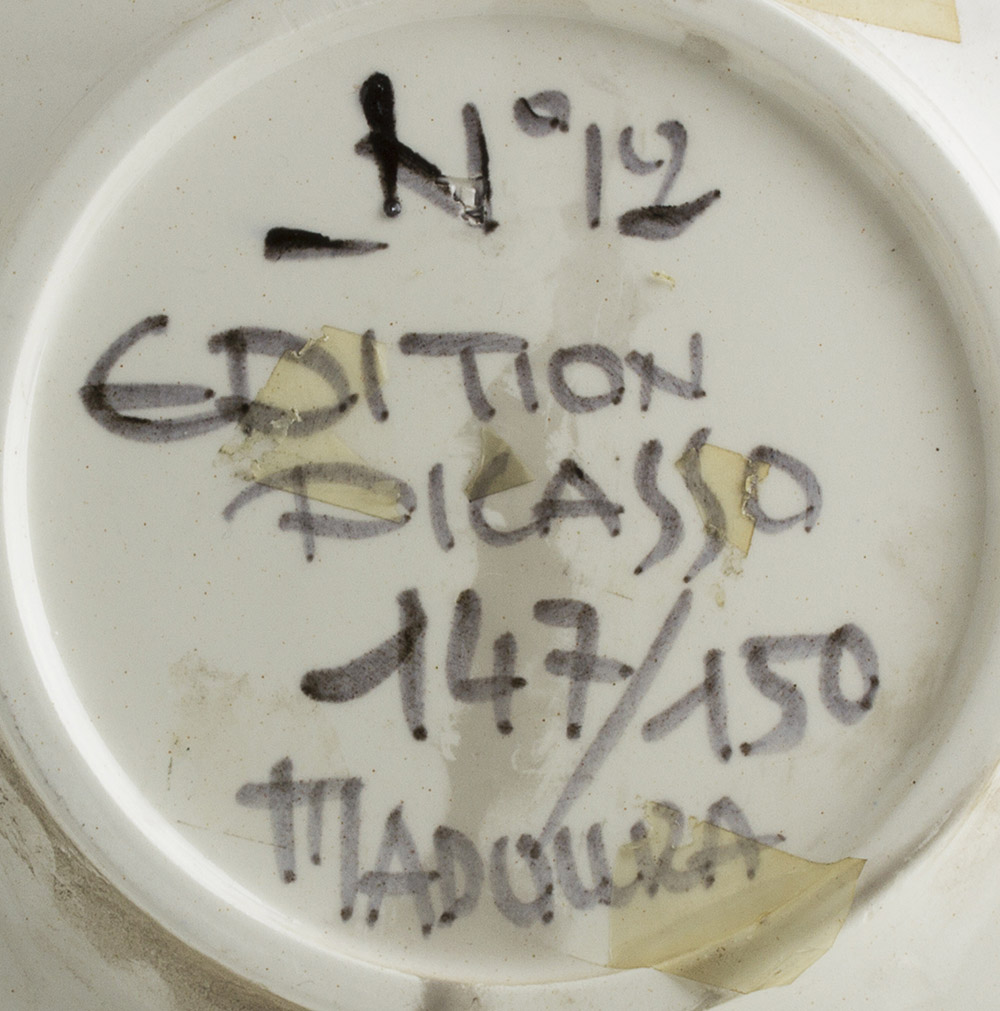 N°12
EDITION
PICASSO
147/150
MADOURA